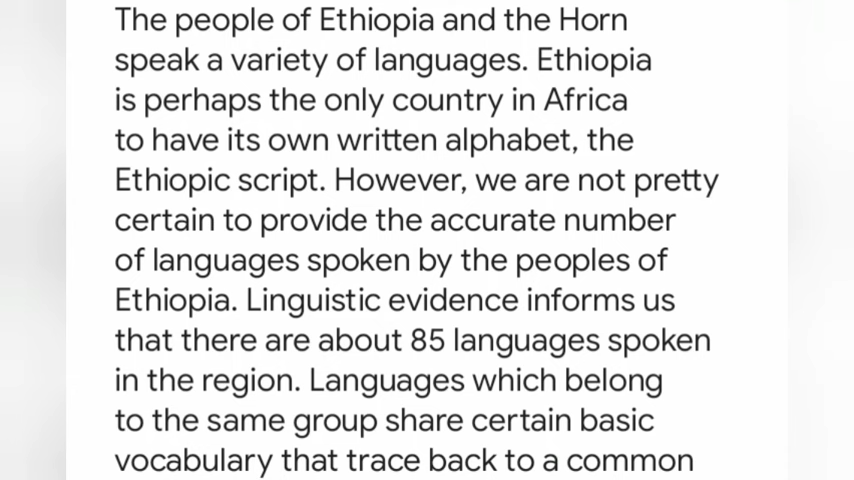 The people of Ethiopia and the Horn
speak a variety of languages. Ethiopia
is perhaps the only country in Africa
to have its own written alphabet, the
Ethiopic script. However, we are not pretty
certain to provide the accurate number
of languages spoken by the peoples of
Ethiopia. Linguistic evidence informs us
that there are about 85 languages spoken
in the region. Languages which belong
to the same group share certain basic
vocabulary that trace back to a common